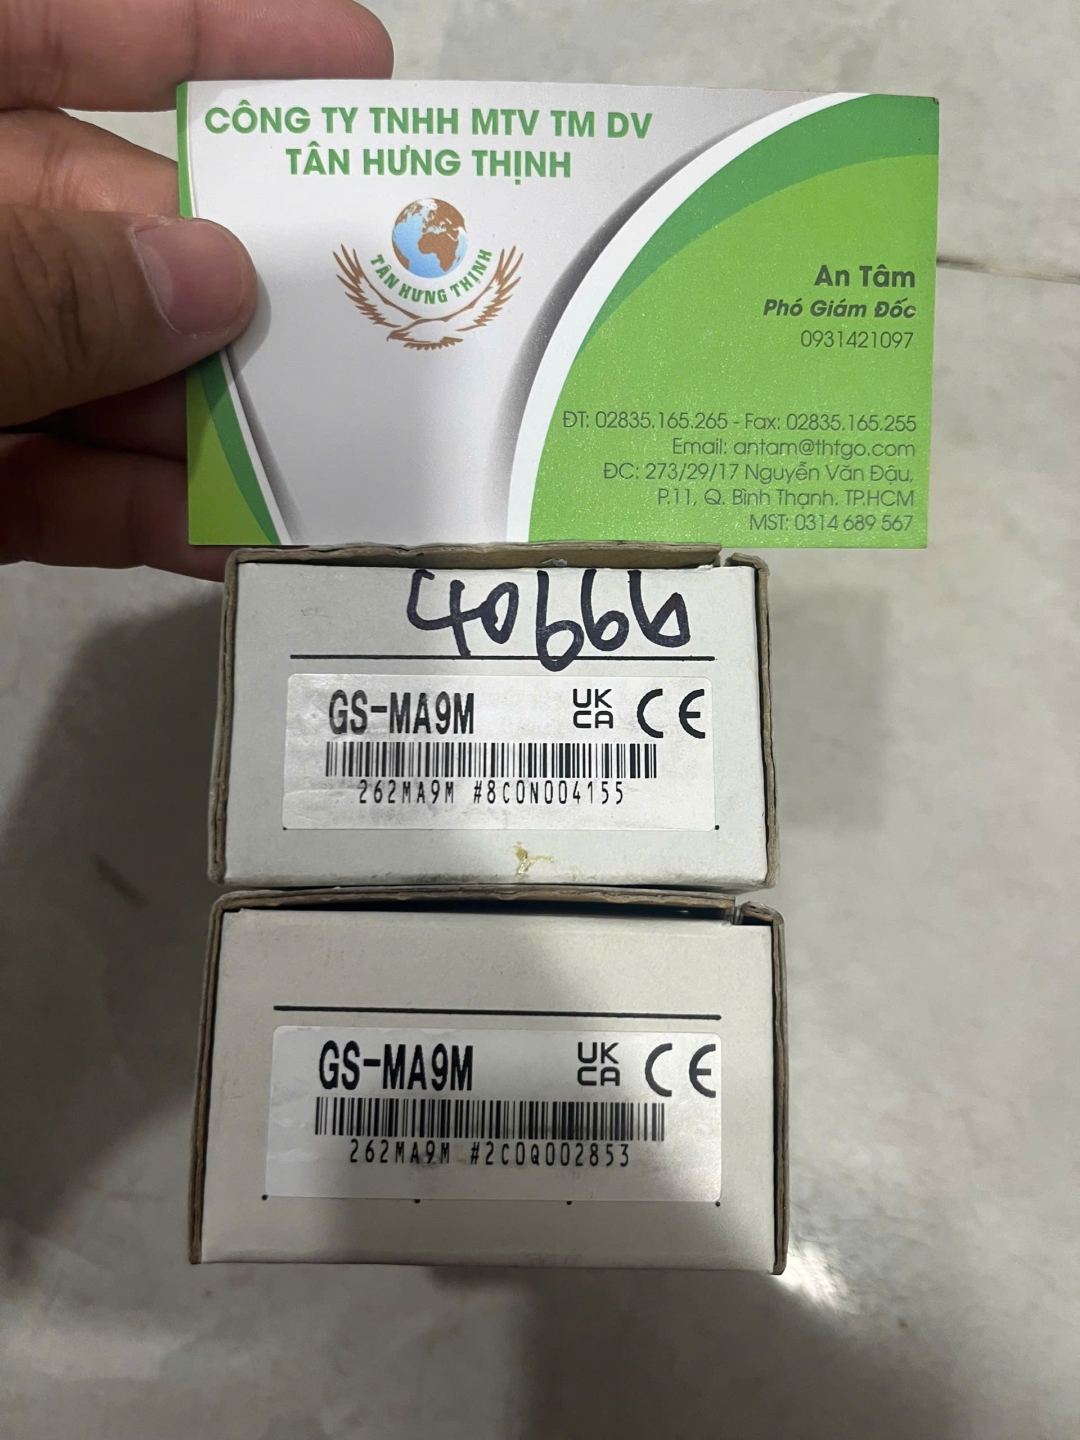 CÔNG TY TNHH MTV TM DV
TÂN HƯNG THỊNH
TÂN HƯNG THỊNH
An Tâm
Phó Giám Đốc
0931421097
ĐT: 02835.165.265 - Fax: 02835.165.255
Email: antam@thtgo.com
ĐC: 273/29/17 Nguyễn Văn Đậu,
P.11, Q. Bình Thạnh. TP.HCM
MST: 0314 689 567
40666
GS-MA9M UK CA CE
262MA9M #8C0N004155
GS-MA9M UK CA CE
262MA9M #2C0Q002853